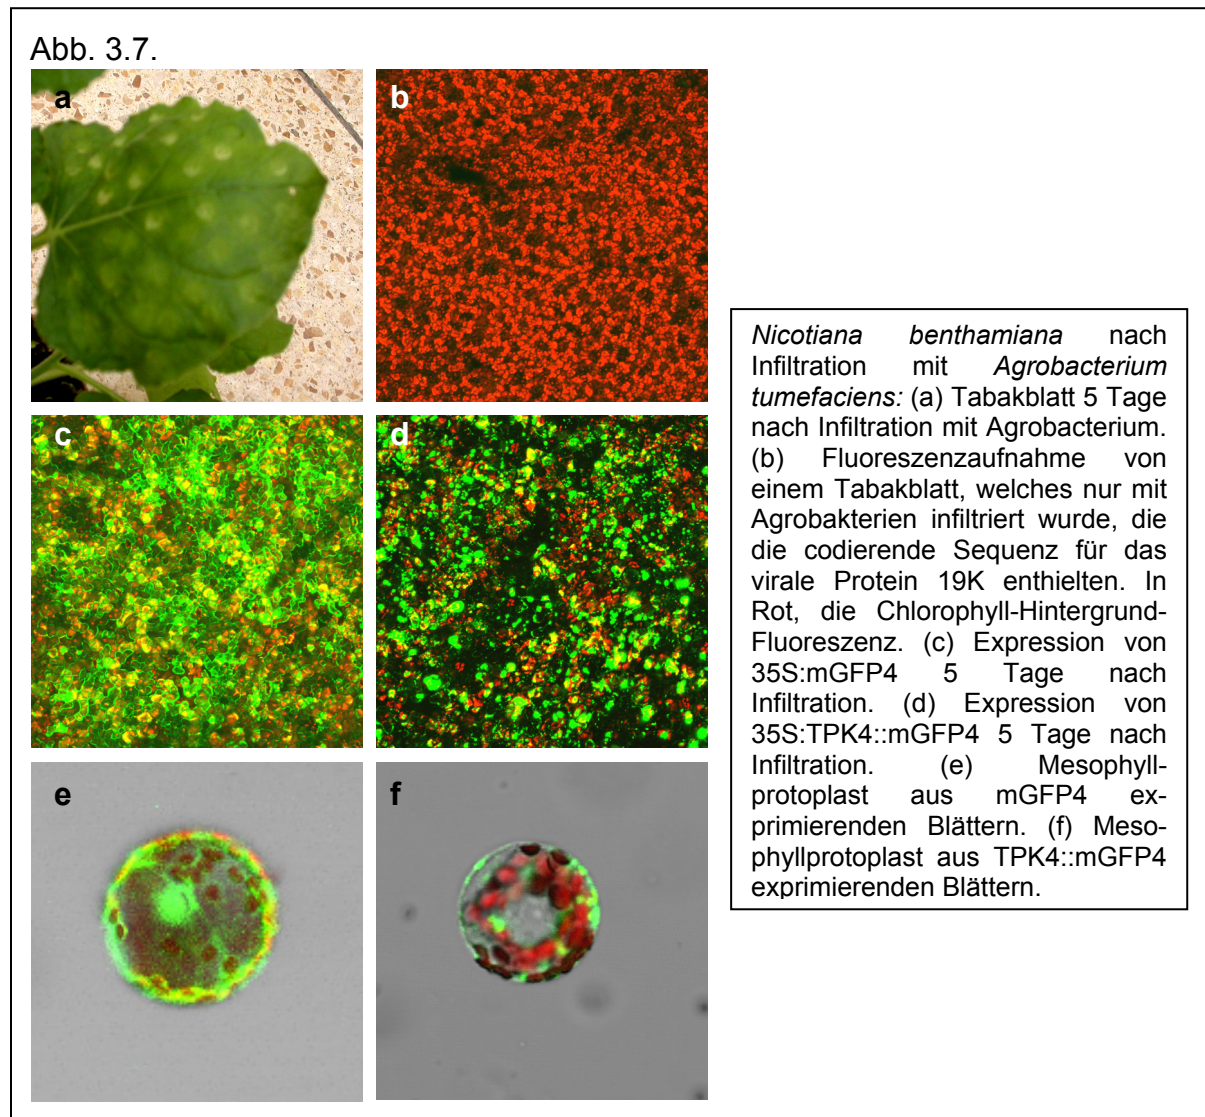 Abb. 3.7.
a
b
c
d
e
f
Nicotiana benthamiana nach
Infiltration mit Agrobacterium
tumefaciens: (a) Tabakblatt 5 Tage
nach Infiltration mit Agrobacterium.
(b) Fluoreszenzaufnahme von
einem Tabakblatt, welches nur mit
Agrobakterien infiltriert wurde, die
die codierende Sequenz für das
virale Protein 19K enthielten. In
Rot, die Chlorophyll-Hintergrund-
Fluoreszenz. (c) Expression von
35S:mGFP4 5 Tage nach
Infiltration. (d) Expression von
35S:TPK4::mGFP4 5 Tage nach
Infiltration. (e) Mesophyll-
protoplast aus mGFP4 ex-
primierenden Blättern. (f) Meso-
phyllprotoplast aus TPK4::mGFP4
exprimierenden Blättern.